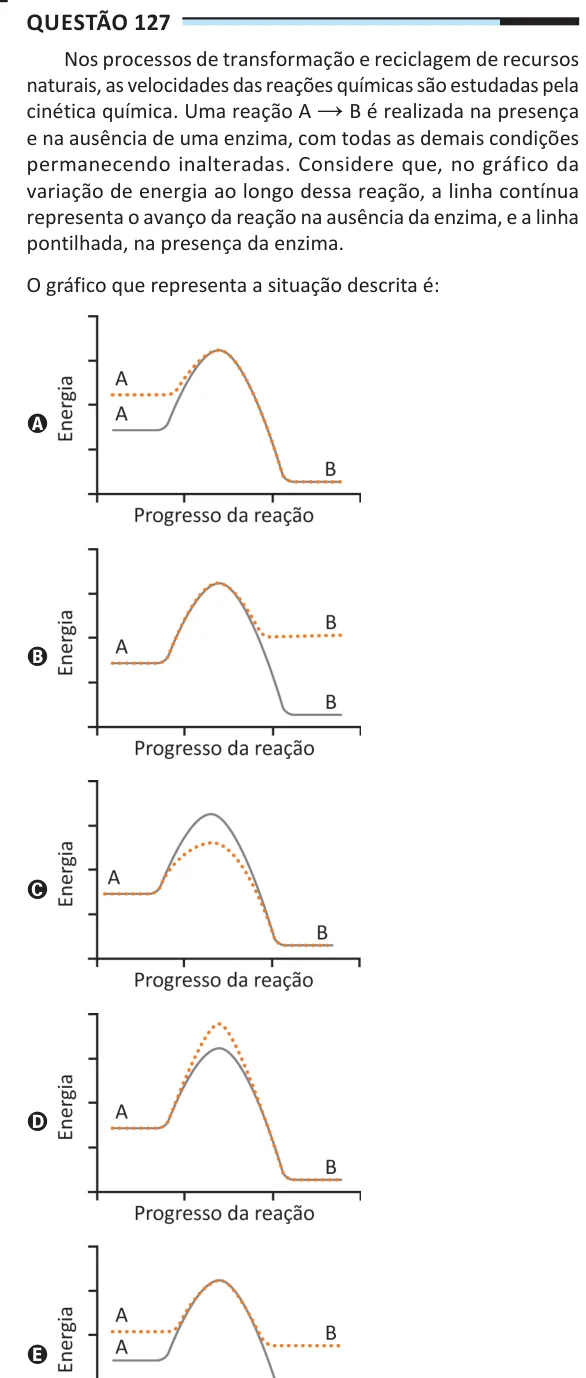 QUESTÃO 127
Nos processos de transformação e reciclagem de recursos
naturais, as velocidades das reações químicas são estudadas pela
cinética química. Uma reação A → B é realizada na presença
e na ausência de uma enzima, com todas as demais condições
permanecendo inalteradas. Considere que, no gráfico da
variação de energia ao longo dessa reação, a linha contínua
representa o avanço da reação na ausência da enzima, e a linha
pontilhada, na presença da enzima.
O gráfico que representa a situação descrita é:
A
Energia
A
A
B
Progresso da reação
B
Energia
A
B
B
Progresso da reação
C
Energia
A
B
Progresso da reação
D
Energia
A
B
Progresso da reação
E
Energia
A
A
B